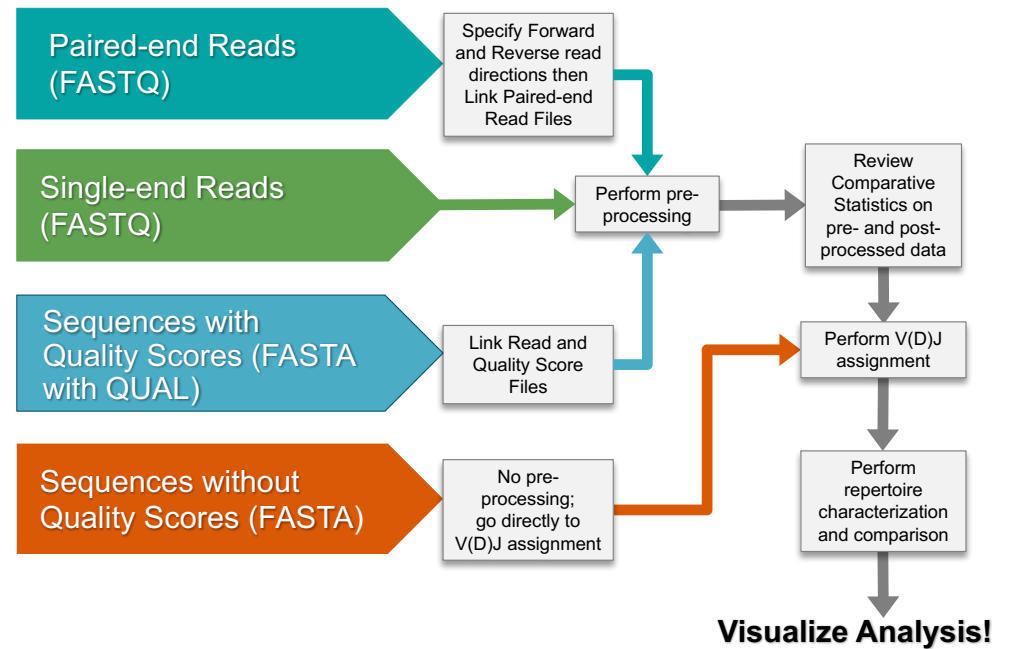 Paired-end Reads
(FASTQ)
Specify Forward
and Reverse read
directions then
Link Paired-end
Read Files
Single-end Reads
(FASTQ)
Perform pre-
processing
Review
Comparative
Statistics on
pre- and post-
processed data
Sequences with
Quality Scores (FASTA
with QUAL)
Link Read and
Quality Score
Files
Perform V(D)J
assignment
Sequences without
Quality Scores (FASTA)
No pre-
processing;
go directly to
V(D)J assignment
Perform
repertoire
characterization
and comparison
Visualize Analysis!